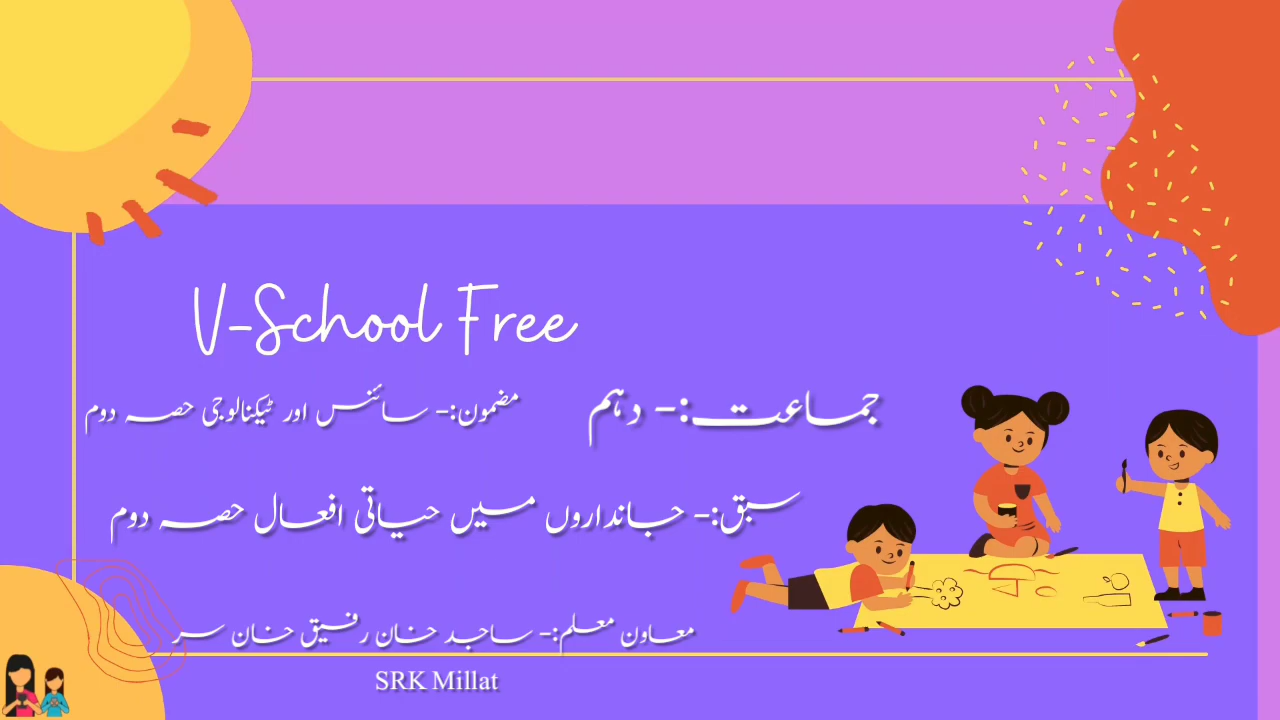 V-School Free
جماعت:- دہم مضمون:- سائنس اور ٹیکنالوجی حصہ دوم
سبق:- جانداروں میں حیاتی افعال حصہ دوم
معاون معلم:- ساجد خان رفیق خان سر
SRK Millat